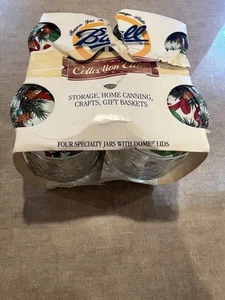 Ball
Collection Elite
STORAGE, HOME CANNING,
CRAFTS, GIFT BASKETS
FOUR SPECIALTY JARS WITH DOME LIDS